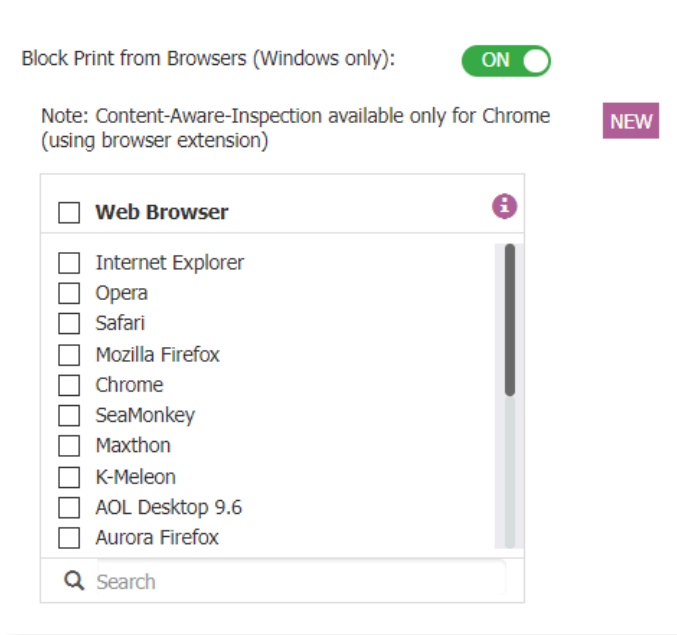 Block Print from Browsers (Windows only):
ON
Note: Content-Aware-Inspection available only for Chrome
(using browser extension)
NEW
Web Browser
i
Internet Explorer
Opera
Safari
Mozilla Firefox
Chrome
SeaMonkey
Maxthon
K-Meleon
AOL Desktop 9.6
Aurora Firefox
Search